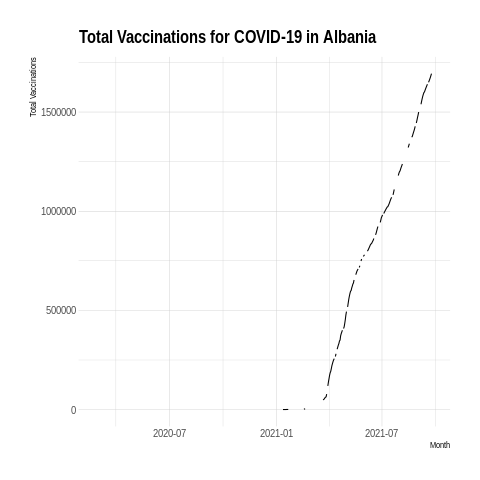 Total Vaccinations for COVID-19 in Albania
Total Vaccinations
1500000
1000000
500000
0
2020-07
2021-01
2021-07
Month